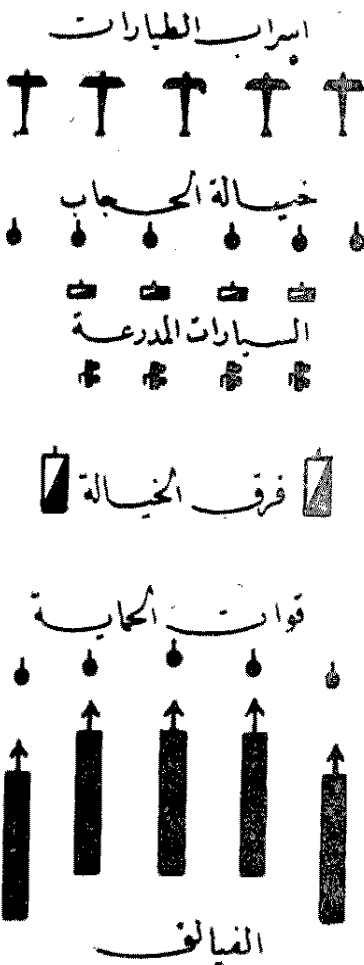 اسراب الطيارات
خيالة الحجاب
السيارات المدرعة
فرق الخيالة
قوات الحماية
الفيالق